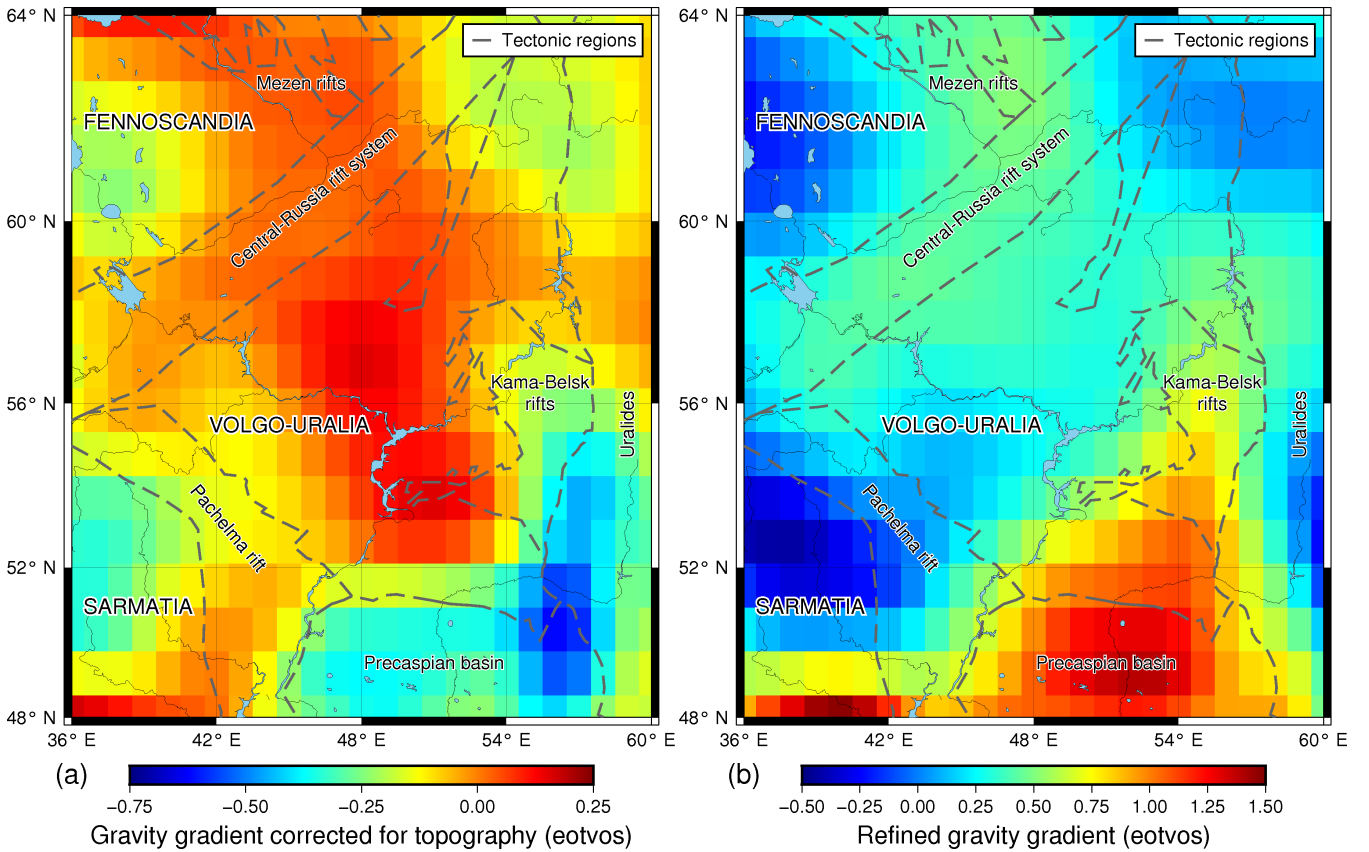 64° N
60° N
56° N
52° N
48° N
36° E
42° E
48° E
54° E
60° E
Tectonic regions
Mezen rifts
FENNOSCANDIA
Central-Russia rift system
Kama-Belsk
rifts
VOLGO-URALIA
Uralides
Pachelma rift
SARMATIA
Precaspian basin
(a)
−0.75
−0.50
−0.25
0.00
0.25
Gravity gradient corrected for topography (eotvos)
64° N
60° N
56° N
52° N
48° N
36° E
42° E
48° E
54° E
60° E
Tectonic regions
Mezen rifts
FENNOSCANDIA
Central-Russia rift system
Kama-Belsk
rifts
VOLGO-URALIA
Uralides
Pachelma rift
SARMATIA
Precaspian basin
(b)
−0.50
−0.25
0.00
0.25
0.50
0.75
1.00
1.25
1.50
Refined gravity gradient (eotvos)